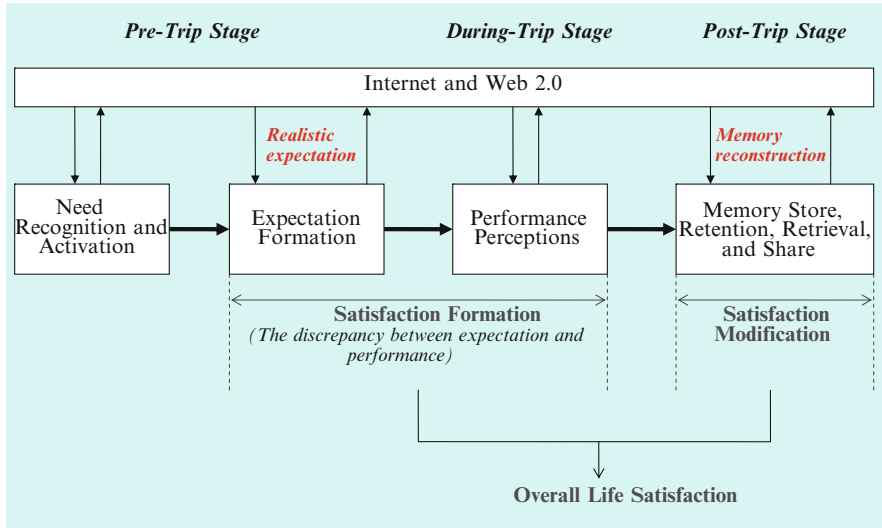 Pre-Trip Stage
During-Trip Stage
Post-Trip Stage
Internet and Web 2.0
Realistic
expectation
Memory
reconstruction
Need
Recognition and
Activation
Expectation
Formation
Performance
Perceptions
Memory Store,
Retention, Retrieval,
and Share
Satisfaction Formation
(The discrepancy between expectation and
performance)
Satisfaction
Modification
Overall Life Satisfaction